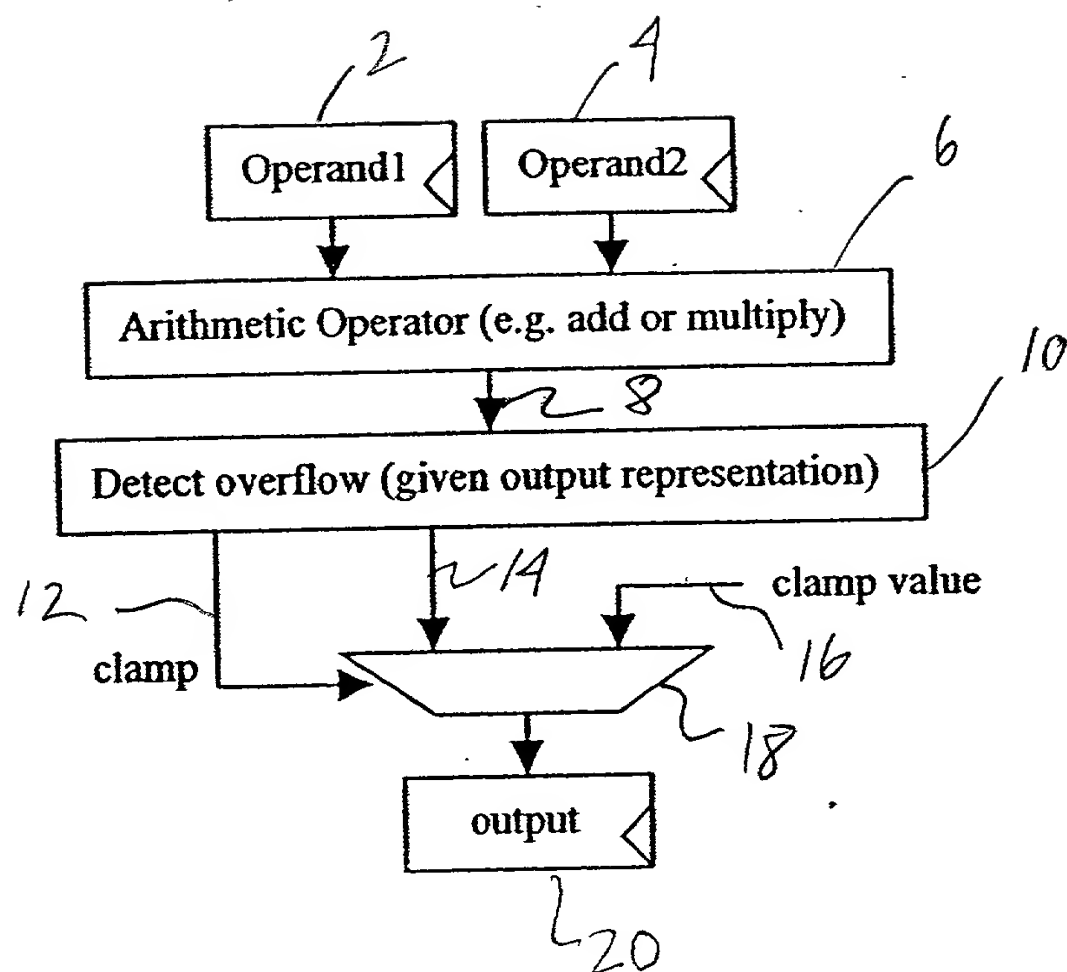 2
4
Operand1
Operand2
6
Arithmetic Operator (e.g. add or multiply)
8
10
Detect overflow (given output representation)
12
14
clamp value
16
clamp
18
output
20